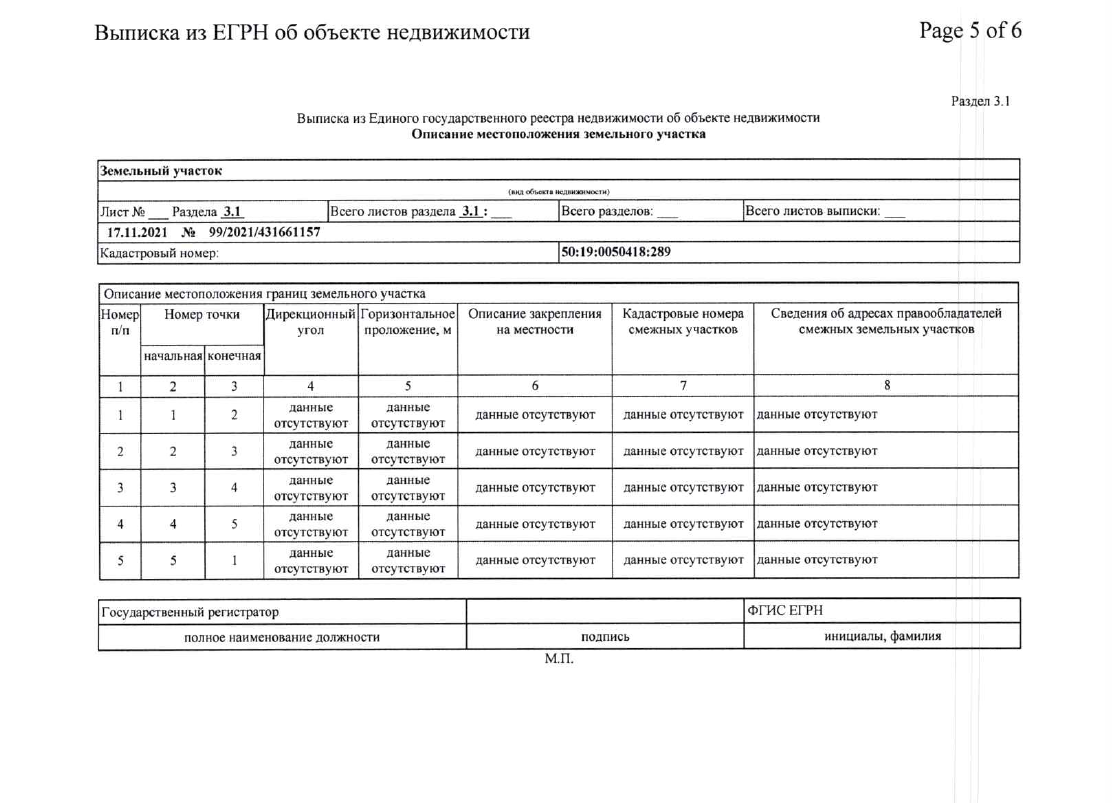 Выписка из ЕГРН об объекте недвижимости
Page 5 of 6
Раздел 3.1
Выписка из Единого государственного реестра недвижимости об объекте недвижимости
Описание местоположения земельного участка
Земельный участок
(вид объекта недвижимости)
Лист № ___ Раздела 3.1 Всего листов раздела 3.1 : ___ Всего разделов: ___ Всего листов выписки: ___
17.11.2021 № 99/2021/431661157
Кадастровый номер: 50:19:0050418:289
Описание местоположения границ земельного участка
Номер п/п Номер точки Дирекционный угол Горизонтальное проложение, м Описание закрепления на местности Кадастровые номера смежных участков Сведения об адресах правообладателей смежных земельных участков
начальная конечная
1 2 3 4 5 6 7 8
1 1 2 данные отсутствуют данные отсутствуют данные отсутствуют данные отсутствуют данные отсутствуют
2 2 3 данные отсутствуют данные отсутствуют данные отсутствуют данные отсутствуют данные отсутствуют
3 3 4 данные отсутствуют данные отсутствуют данные отсутствуют данные отсутствуют данные отсутствуют
4 4 5 данные отсутствуют данные отсутствуют данные отсутствуют данные отсутствуют данные отсутствуют
5 5 1 данные отсутствуют данные отсутствуют данные отсутствуют данные отсутствуют данные отсутствуют
Государственный регистратор ФГИС ЕГРН
полное наименование должности подпись инициалы, фамилия
М.П.